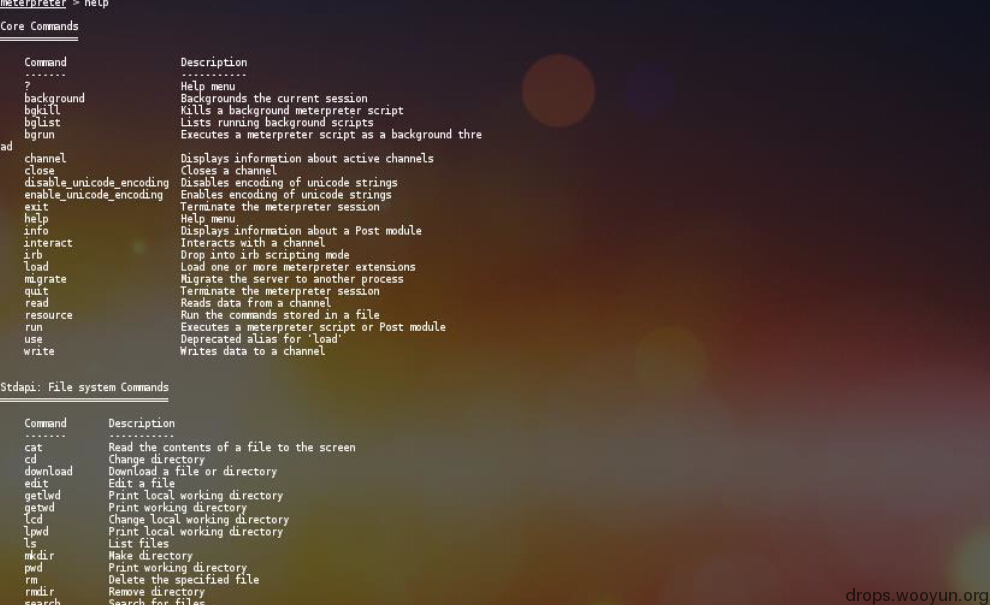 meterpreter > help
Core Commands
Command Description
------- -----------
? Help menu
background Backgrounds the current session
bgkill Kills a background meterpreter script
bglist Lists running background scripts
bgrun Executes a meterpreter script as a background thre
ad
channel Displays information about active channels
close Closes a channel
disable_unicode_encoding Disables encoding of unicode strings
enable_unicode_encoding Enables encoding of unicode strings
exit Terminate the meterpreter session
help Help menu
info Displays information about a Post module
interact Interacts with a channel
irb Drop into irb scripting mode
load Load one or more meterpreter extensions
migrate Migrate the server to another process
quit Terminate the meterpreter session
read Reads data from a channel
resource Run the commands stored in a file
run Executes a meterpreter script or Post module
use Deprecated alias for 'load'
write Writes data to a channel
Stdapi: File system Commands
Command Description
------- -----------
cat Read the contents of a file to the screen
cd Change directory
download Download a file or directory
edit Edit a file
getlwd Print local working directory
getwd Print working directory
lcd Change local working directory
lpwd Print local working directory
ls List files
mkdir Make directory
pwd Print working directory
rm Delete the specified file
rmdir Remove directory
search Search for files
drops.wooyun.org